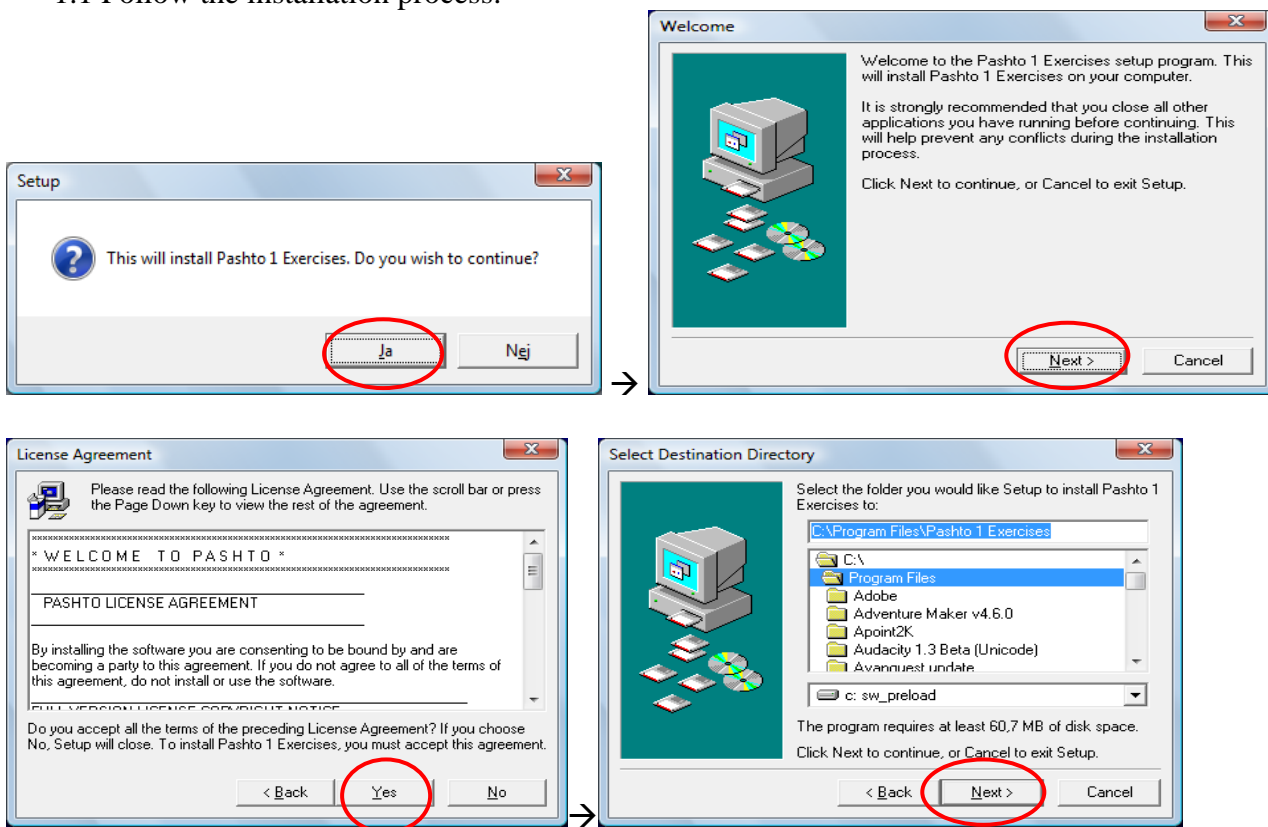 1.1 Follow the installation process:
Setup
This will install Pashto 1 Exercises. Do you wish to continue?
Ja
Nej
→
Welcome
Welcome to the Pashto 1 Exercises setup program. This
will install Pashto 1 Exercises on your computer.
It is strongly recommended that you close all other
applications you have running before continuing. This
will help prevent any conflicts during the installation
process.
Click Next to continue, or Cancel to exit Setup.
Next >
Cancel
License Agreement
Please read the following License Agreement. Use the scroll bar or press
the Page Down key to view the rest of the agreement.
* W E L C O M E   T O   P A S H T O *
PASHTO LICENSE AGREEMENT
By installing the software you are consenting to be bound by and are
becoming a party to this agreement. If you do not agree to all of the terms of
this agreement, do not install or use the software.
FULL VERSION LICENSE COPYRIGHT NOTICE
Do you accept all the terms of the preceding License Agreement? If you choose
No, Setup will close. To install Pashto 1 Exercises, you must accept this agreement.
< Back
Yes
No
→
Select Destination Directory
Select the folder you would like Setup to install Pashto 1
Exercises to:
C:\Program Files\Pashto 1 Exercises
C:\
Program Files
Adobe
Adventure Maker v4.6.0
Apoint2K
Audacity 1.3 Beta (Unicode)
Avanquest update
c: sw_preload
The program requires at least 60,7 MB of disk space.
Click Next to continue, or Cancel to exit Setup.
< Back
Next >
Cancel